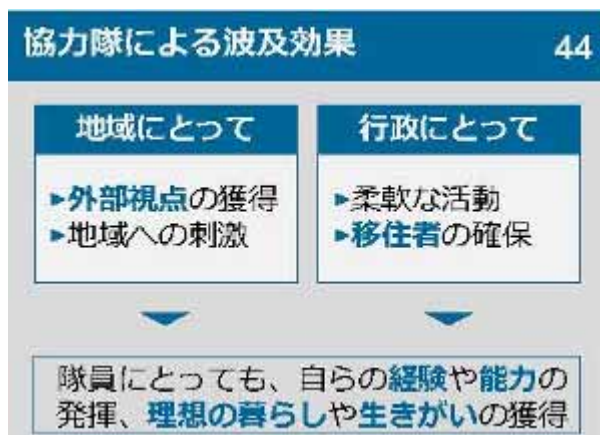 協力隊による波及効果 44
地域にとって
▶外部視点の獲得
▶地域への刺激
行政にとって
▶柔軟な活動
▶移住者の確保
隊員にとっても、自らの経験や能力の
発揮、理想の暮らしや生きがいの獲得